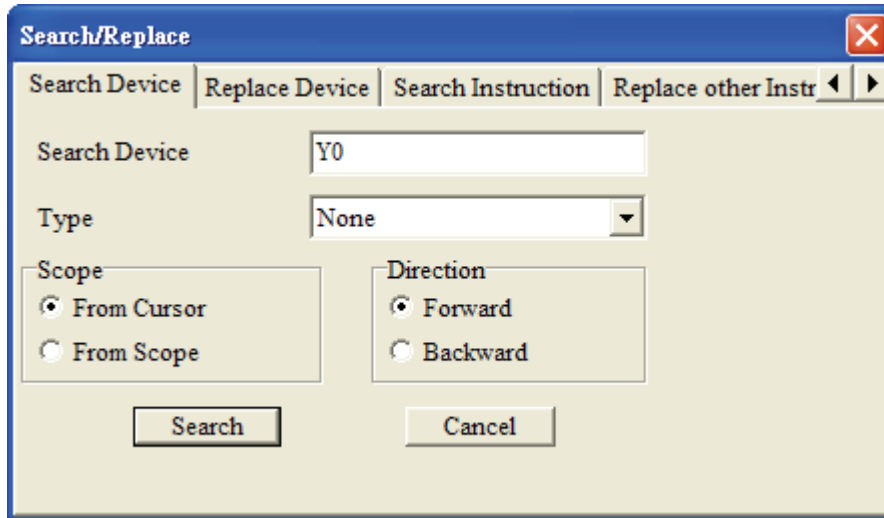 Search/Replace
Search Device Replace Device Search Instruction Replace other Instr
Search Device Y0
Type None
Scope Direction
From Cursor Forward
From Scope Backward
Search Cancel